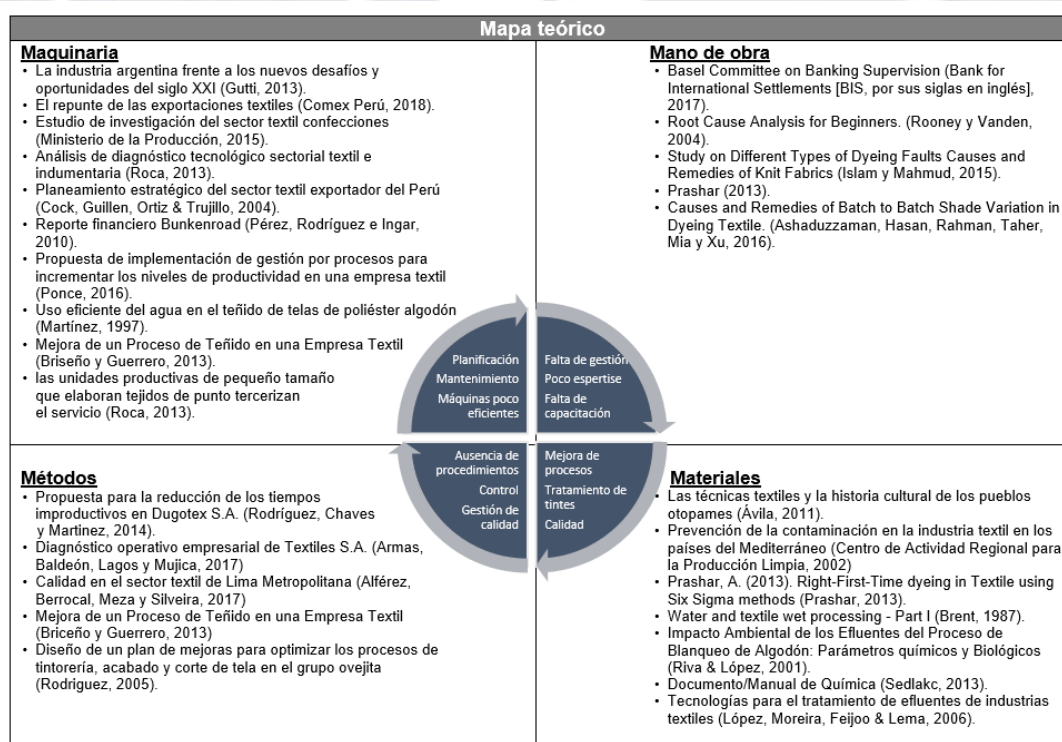 Mapa teórico
Maquinaria
• La industria argentina frente a los nuevos desafíos y
oportunidades del siglo XXI (Gutti, 2013).
• El repunte de las exportaciones textiles (Comex Perú, 2018).
• Estudio de investigación del sector textil confecciones
(Ministerio de la Producción, 2015).
• Análisis de diagnóstico tecnológico sectorial textil e
indumentaria (Roca, 2013).
• Planeamiento estratégico del sector textil exportador del Perú
(Cock, Guillen, Ortiz & Trujillo, 2004).
• Reporte financiero Bunkenroad (Pérez, Rodríguez e Ingar,
2010).
• Propuesta de implementación de gestión por procesos para
incrementar los niveles de productividad en una empresa textil
(Ponce, 2016).
• Uso eficiente del agua en el teñido de telas de poliéster algodón
(Martínez, 1997).
• Mejora de un Proceso de Teñido en una Empresa Textil
(Briseño y Guerrero, 2013).
• las unidades productivas de pequeño tamaño
que elaboran tejidos de punto tercerizan
el servicio (Roca, 2013).
Mano de obra
• Basel Committee on Banking Supervision (Bank for
International Settlements [BIS, por sus siglas en inglés],
2017).
• Root Cause Analysis for Beginners. (Rooney y Vanden,
2004).
• Study on Different Types of Dyeing Faults Causes and
Remedies of Knit Fabrics (Islam y Mahmud, 2015).
• Prashar (2013).
• Causes and Remedies of Batch to Batch Shade Variation in
Dyeing Textile. (Ashaduzzaman, Hasan, Rahman, Taher,
Mia y Xu, 2016).
Planificación
Mantenimiento
Máquinas poco
eficientes
Falta de gestión
Poco espertise
Falta de
capacitación
Ausencia de
procedimientos
Control
Gestión de
calidad
Mejora de
procesos
Tratamiento de
tintes
Calidad
Métodos
• Propuesta para la reducción de los tiempos
improductivos en Dugotex S.A. (Rodríguez, Chaves
y Martinez, 2014).
• Diagnóstico operativo empresarial de Textiles S.A. (Armas,
Baldeón, Lagos y Mujica, 2017)
• Calidad en el sector textil de Lima Metropolitana (Alférez,
Berrocal, Meza y Silveira, 2017)
• Mejora de un Proceso de Teñido en una Empresa Textil
(Briceño y Guerrero, 2013)
• Diseño de un plan de mejoras para optimizar los procesos de
tintorería, acabado y corte de tela en el grupo ovejita
(Rodriguez, 2005).
Materiales
• Las técnicas textiles y la historia cultural de los pueblos
otopames (Ávila, 2011).
• Prevención de la contaminación en la industria textil en los
países del Mediterráneo (Centro de Actividad Regional para
la Producción Limpia, 2002)
• Prashar, A. (2013). Right-First-Time dyeing in Textile using
Six Sigma methods (Prashar, 2013).
• Water and textile wet processing - Part I (Brent, 1987).
• Impacto Ambiental de los Efluentes del Proceso de
Blanqueo de Algodón: Parámetros químicos y Biológicos
(Riva & López, 2001).
• Documento/Manual de Química (Sedlakc, 2013).
• Tecnologías para el tratamiento de efluentes de industrias
textiles (López, Moreira, Feijoo & Lema, 2006).